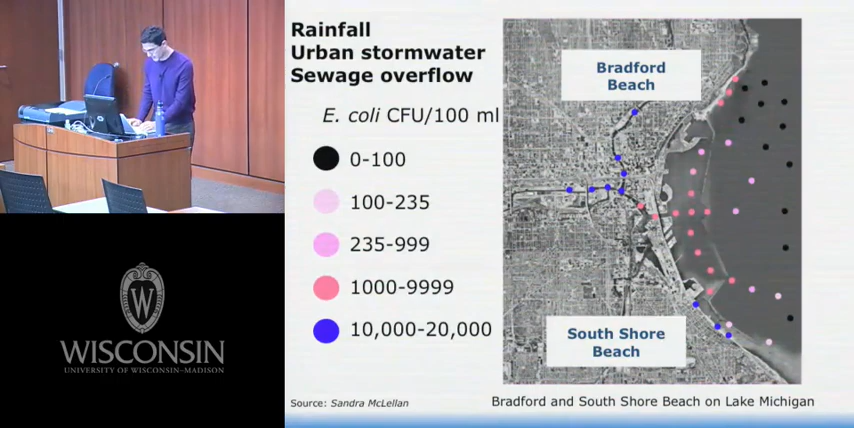 Rainfall
Urban stormwater
Sewage overflow
E. coli CFU/100 ml
0-100
100-235
235-999
1000-9999
10,000-20,000
Bradford
Beach
South Shore
Beach
Source: Sandra McLellan
Bradford and South Shore Beach on Lake Michigan
W
WISCONSIN
UNIVERSITY OF WISCONSIN–MADISON